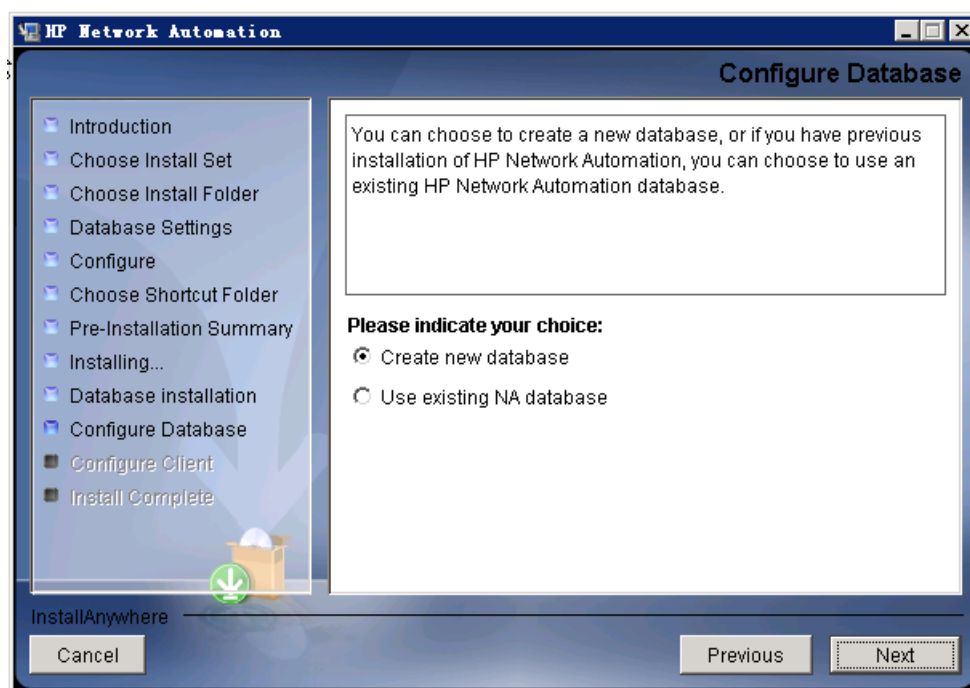 HP Network Automation
Configure Database
Introduction
Choose Install Set
Choose Install Folder
Database Settings
Configure
Choose Shortcut Folder
Pre-Installation Summary
Installing...
Database installation
Configure Database
Configure Client
Install Complete
You can choose to create a new database, or if you have previous
installation of HP Network Automation, you can choose to use an
existing HP Network Automation database.
Please indicate your choice:
Create new database
Use existing NA database
InstallAnywhere
Cancel
Previous
Next